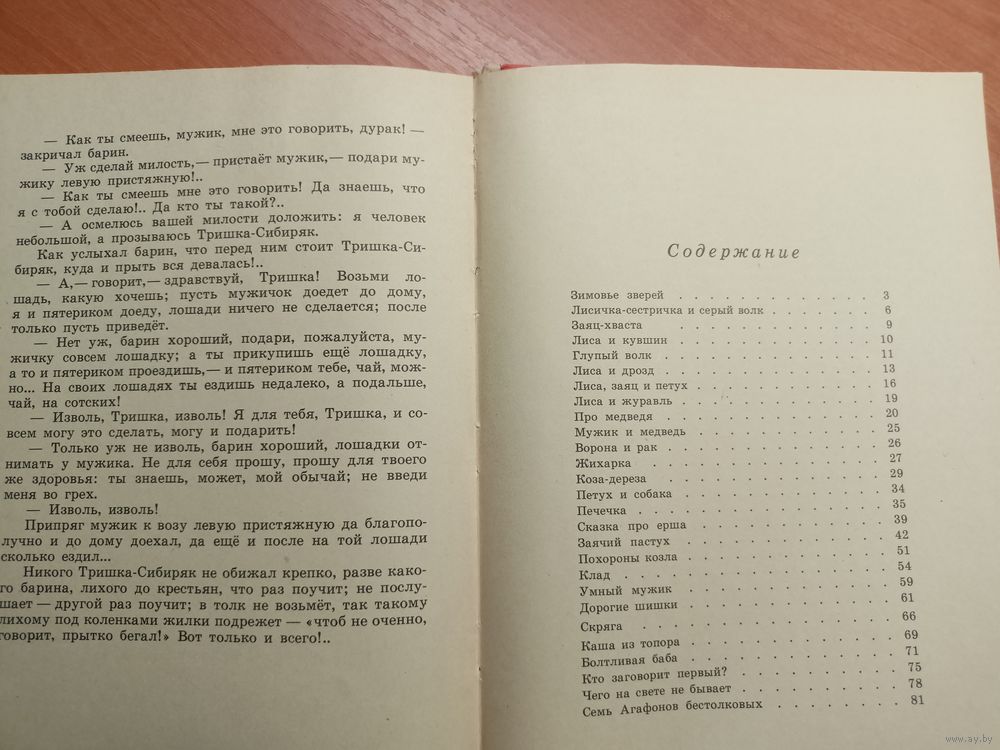 — Как ты смеешь, мужик, мне это говорить, дурак! —
закричал барин.
— Уж сделай милость,— пристаёт мужик,— подари му-
жику левую пристяжную!..
— Как ты смеешь мне это говорить! Да знаешь, что
я с тобой сделаю!.. Да кто ты такой?..
— А осмелюсь вашей милости доложить: я человек
небольшой, а прозываюсь Тришка-Сибиряк.
Как услыхал барин, что перед ним стоит Тришка-Си-
биряк, куда и прыть вся девалась!..
— А,— говорит,— здравствуй, Тришка! Возьми ло-
шадь, какую хочешь; пусть мужичок доедет до дому,
я и пятериком доеду, лошади ничего не сделается; после
только пусть приведёт.
— Нет уж, барин хороший, подари, пожалуйста, му-
жичку совсем лошадку; а ты прикупишь ещё лошадку,
а то и пятериком проездишь,— и пятериком тебе, чай, мож-
но... На своих лошадях ты ездишь недалеко, а подальше,
чай, на сотских!
— Изволь, Тришка, изволь! Я для тебя, Тришка, и со-
всем могу это сделать, могу и подарить!
— Только уж не изволь, барин хороший, лошадки от-
нимать у мужика. Не для себя прошу, прошу для твоего
же здоровья: ты знаешь, может, мой обычай; не введи
меня во грех.
— Изволь, изволь!
Припряг мужик к возу левую пристяжную да благопо-
лучно и до дому доехал, да ещё и после на той лошади
сколько ездил...
Никого Тришка-Сибиряк не обижал крепко, разве како-
го барина, лихого до крестьян, что раз поучит; не послу-
шает — другой раз поучит; в толк не возьмёт, так такому
лихому под коленками жилки подрежет — «чтоб не оченно,
говорит, прытко бегал!» Вот только и всего!..
Содержание
Зимовье зверей . . . . . . . . . . . . . 3
Лисичка-сестричка и серый волк . . . . . . . 6
Заяц-хваста . . . . . . . . . . . . . 9
Лиса и кувшин . . . . . . . . . . . . 10
Глупый волк . . . . . . . . . . . . . 11
Лиса и дрозд . . . . . . . . . . . . . 13
Лиса, заяц и петух . . . . . . . . . . . 16
Лиса и журавль . . . . . . . . . . . . 19
Про медведя . . . . . . . . . . . . . 20
Мужик и медведь . . . . . . . . . . . 25
Ворона и рак . . . . . . . . . . . . . 26
Жихарка . . . . . . . . . . . . . 27
Коза-дереза . . . . . . . . . . . . . 29
Петух и собака . . . . . . . . . . . . 34
Печечка . . . . . . . . . . . . . . 35
Сказка про ерша . . . . . . . . . . . 39
Заячий пастух . . . . . . . . . . . . 42
Похороны козла . . . . . . . . . . . . 51
Клад . . . . . . . . . . . . . . . 54
Умный мужик . . . . . . . . . . . . 59
Дорогие шишки . . . . . . . . . . . . 61
Скряга . . . . . . . . . . . . . . 66
Каша из топора . . . . . . . . . . . . 69
Болтливая баба . . . . . . . . . . . . 71
Кто заговорит первый? . . . . . . . . . . 75
Чего на свете не бывает . . . . . . . . . 78
Семь Агафонов бестолковых . . . . . . . . 81
www.ay.by